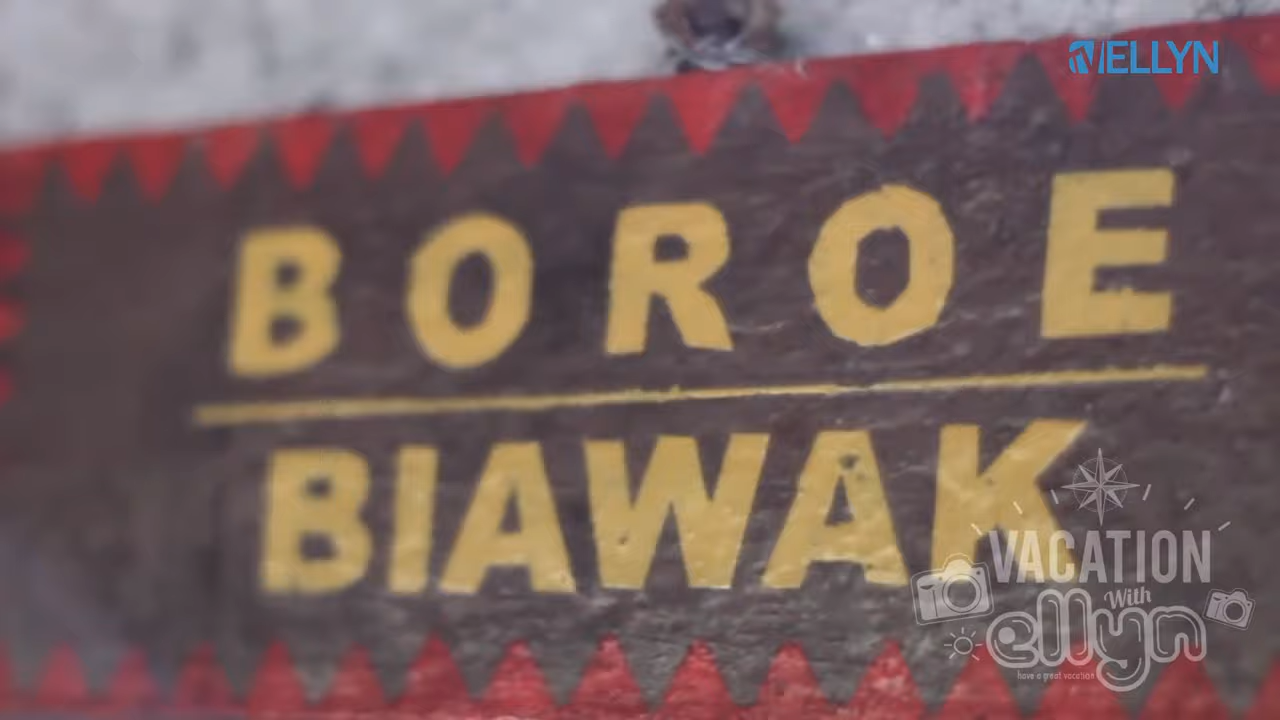 ELLYN
BOROE
BIAWAK
VACATION
With
ellyn
have a great vacation